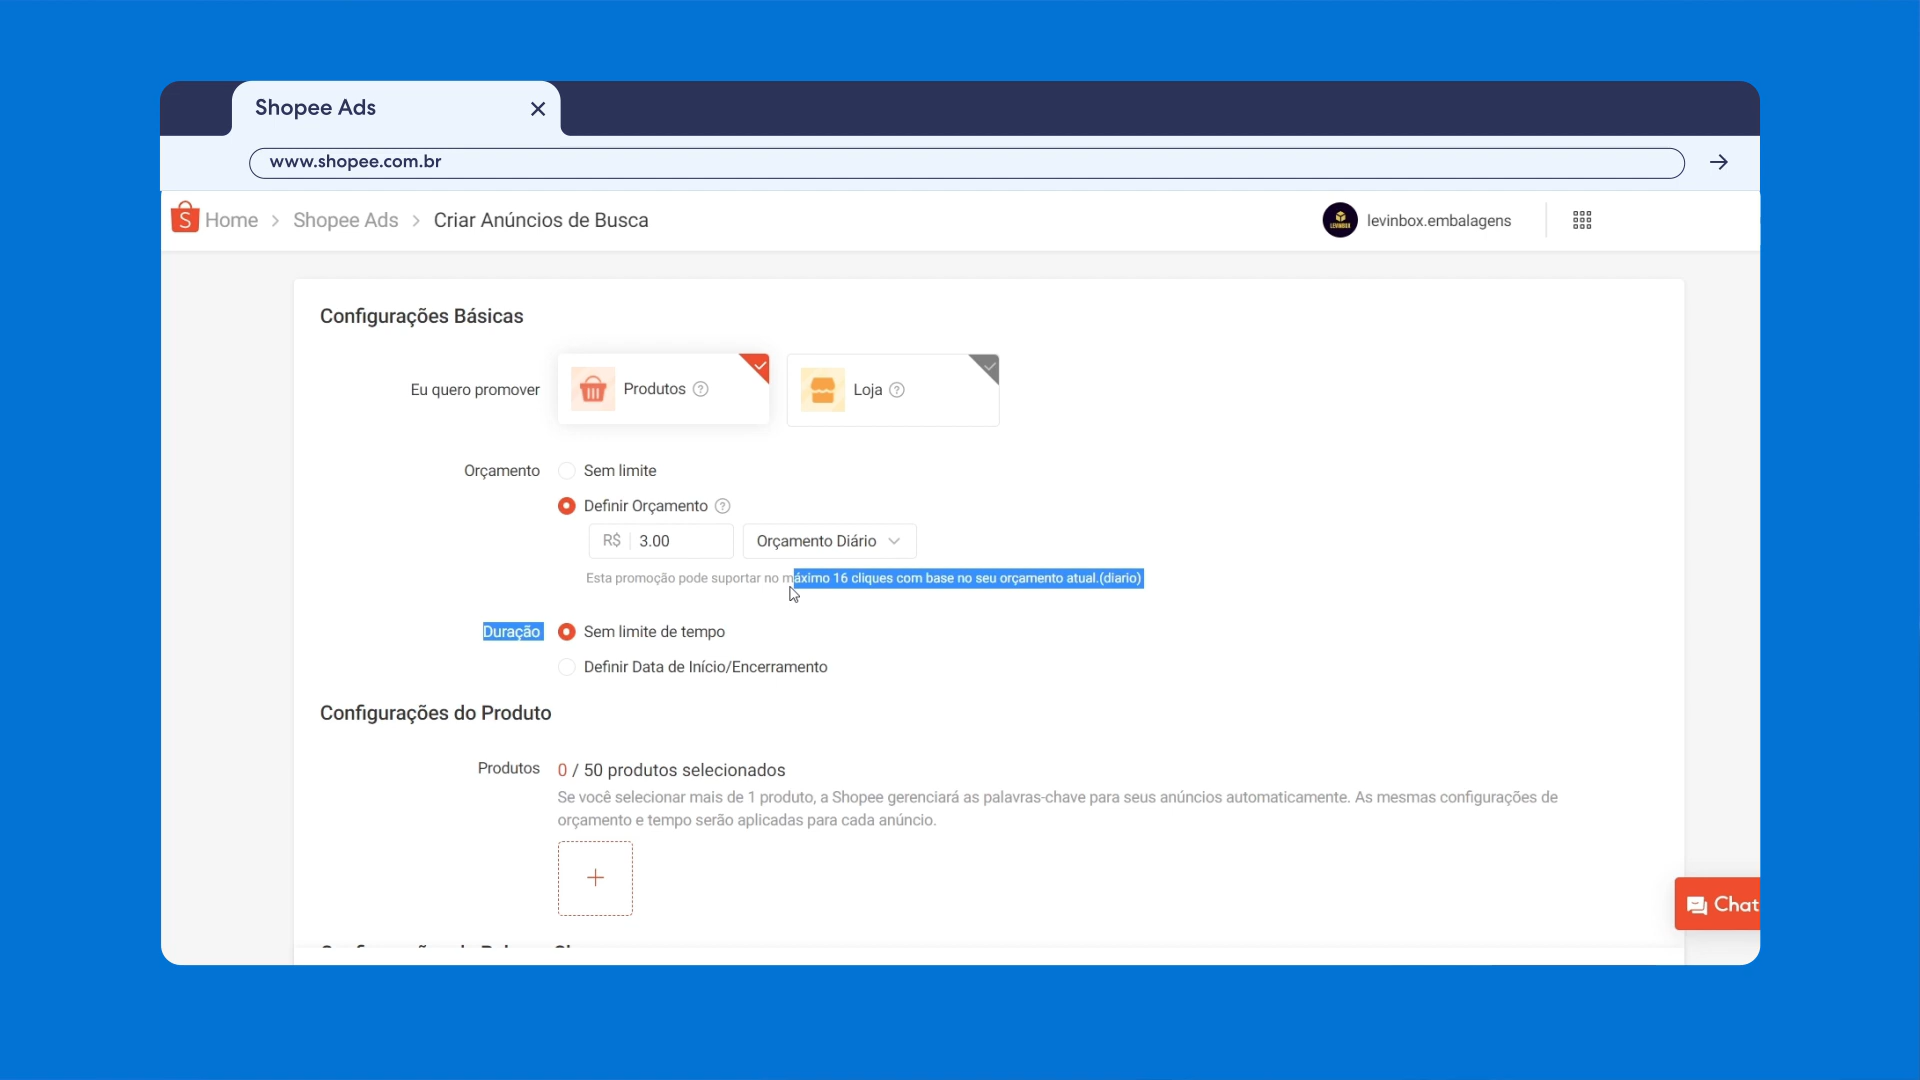 Shopee Ads
www.shopee.com.br
Home > Shopee Ads > Criar Anúncios de Busca
levinbox.embalagens
Configurações Básicas
Eu quero promover
Produtos
Loja
Orçamento
Sem limite
Definir Orçamento
R$ 3.00
Orçamento Diário
Esta promoção pode suportar no máximo 16 cliques com base no seu orçamento atual.(diario)
Duração
Sem limite de tempo
Definir Data de Início/Encerramento
Configurações do Produto
Produtos
0 / 50 produtos selecionados
Se você selecionar mais de 1 produto, a Shopee gerenciará as palavras-chave para seus anúncios automaticamente. As mesmas configurações de
orçamento e tempo serão aplicadas para cada anúncio.
Chat